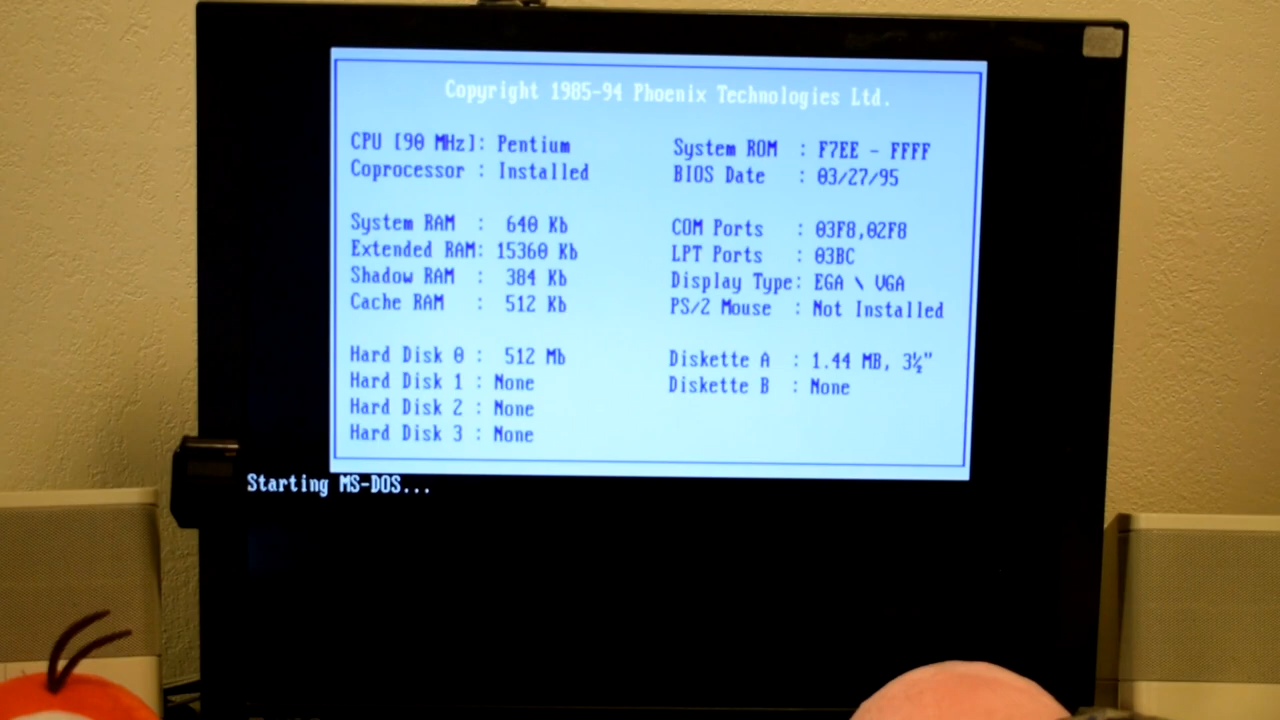 Copyright 1985-94 Phoenix Technologies Ltd.
CPU [90 MHz]: Pentium
Coprocessor : Installed
System RAM : 640 Kb
Extended RAM: 15360 Kb
Shadow RAM : 384 Kb
Cache RAM : 512 Kb
Hard Disk 0 : 512 Mb
Hard Disk 1 : None
Hard Disk 2 : None
Hard Disk 3 : None
System ROM : F7EE - FFFF
BIOS Date : 03/27/95
COM Ports : 03F8,02F8
LPT Ports : 03BC
Display Type: EGA \ VGA
PS/2 Mouse : Not Installed
Diskette A : 1.44 MB, 3½"
Diskette B : None
Starting MS-DOS...